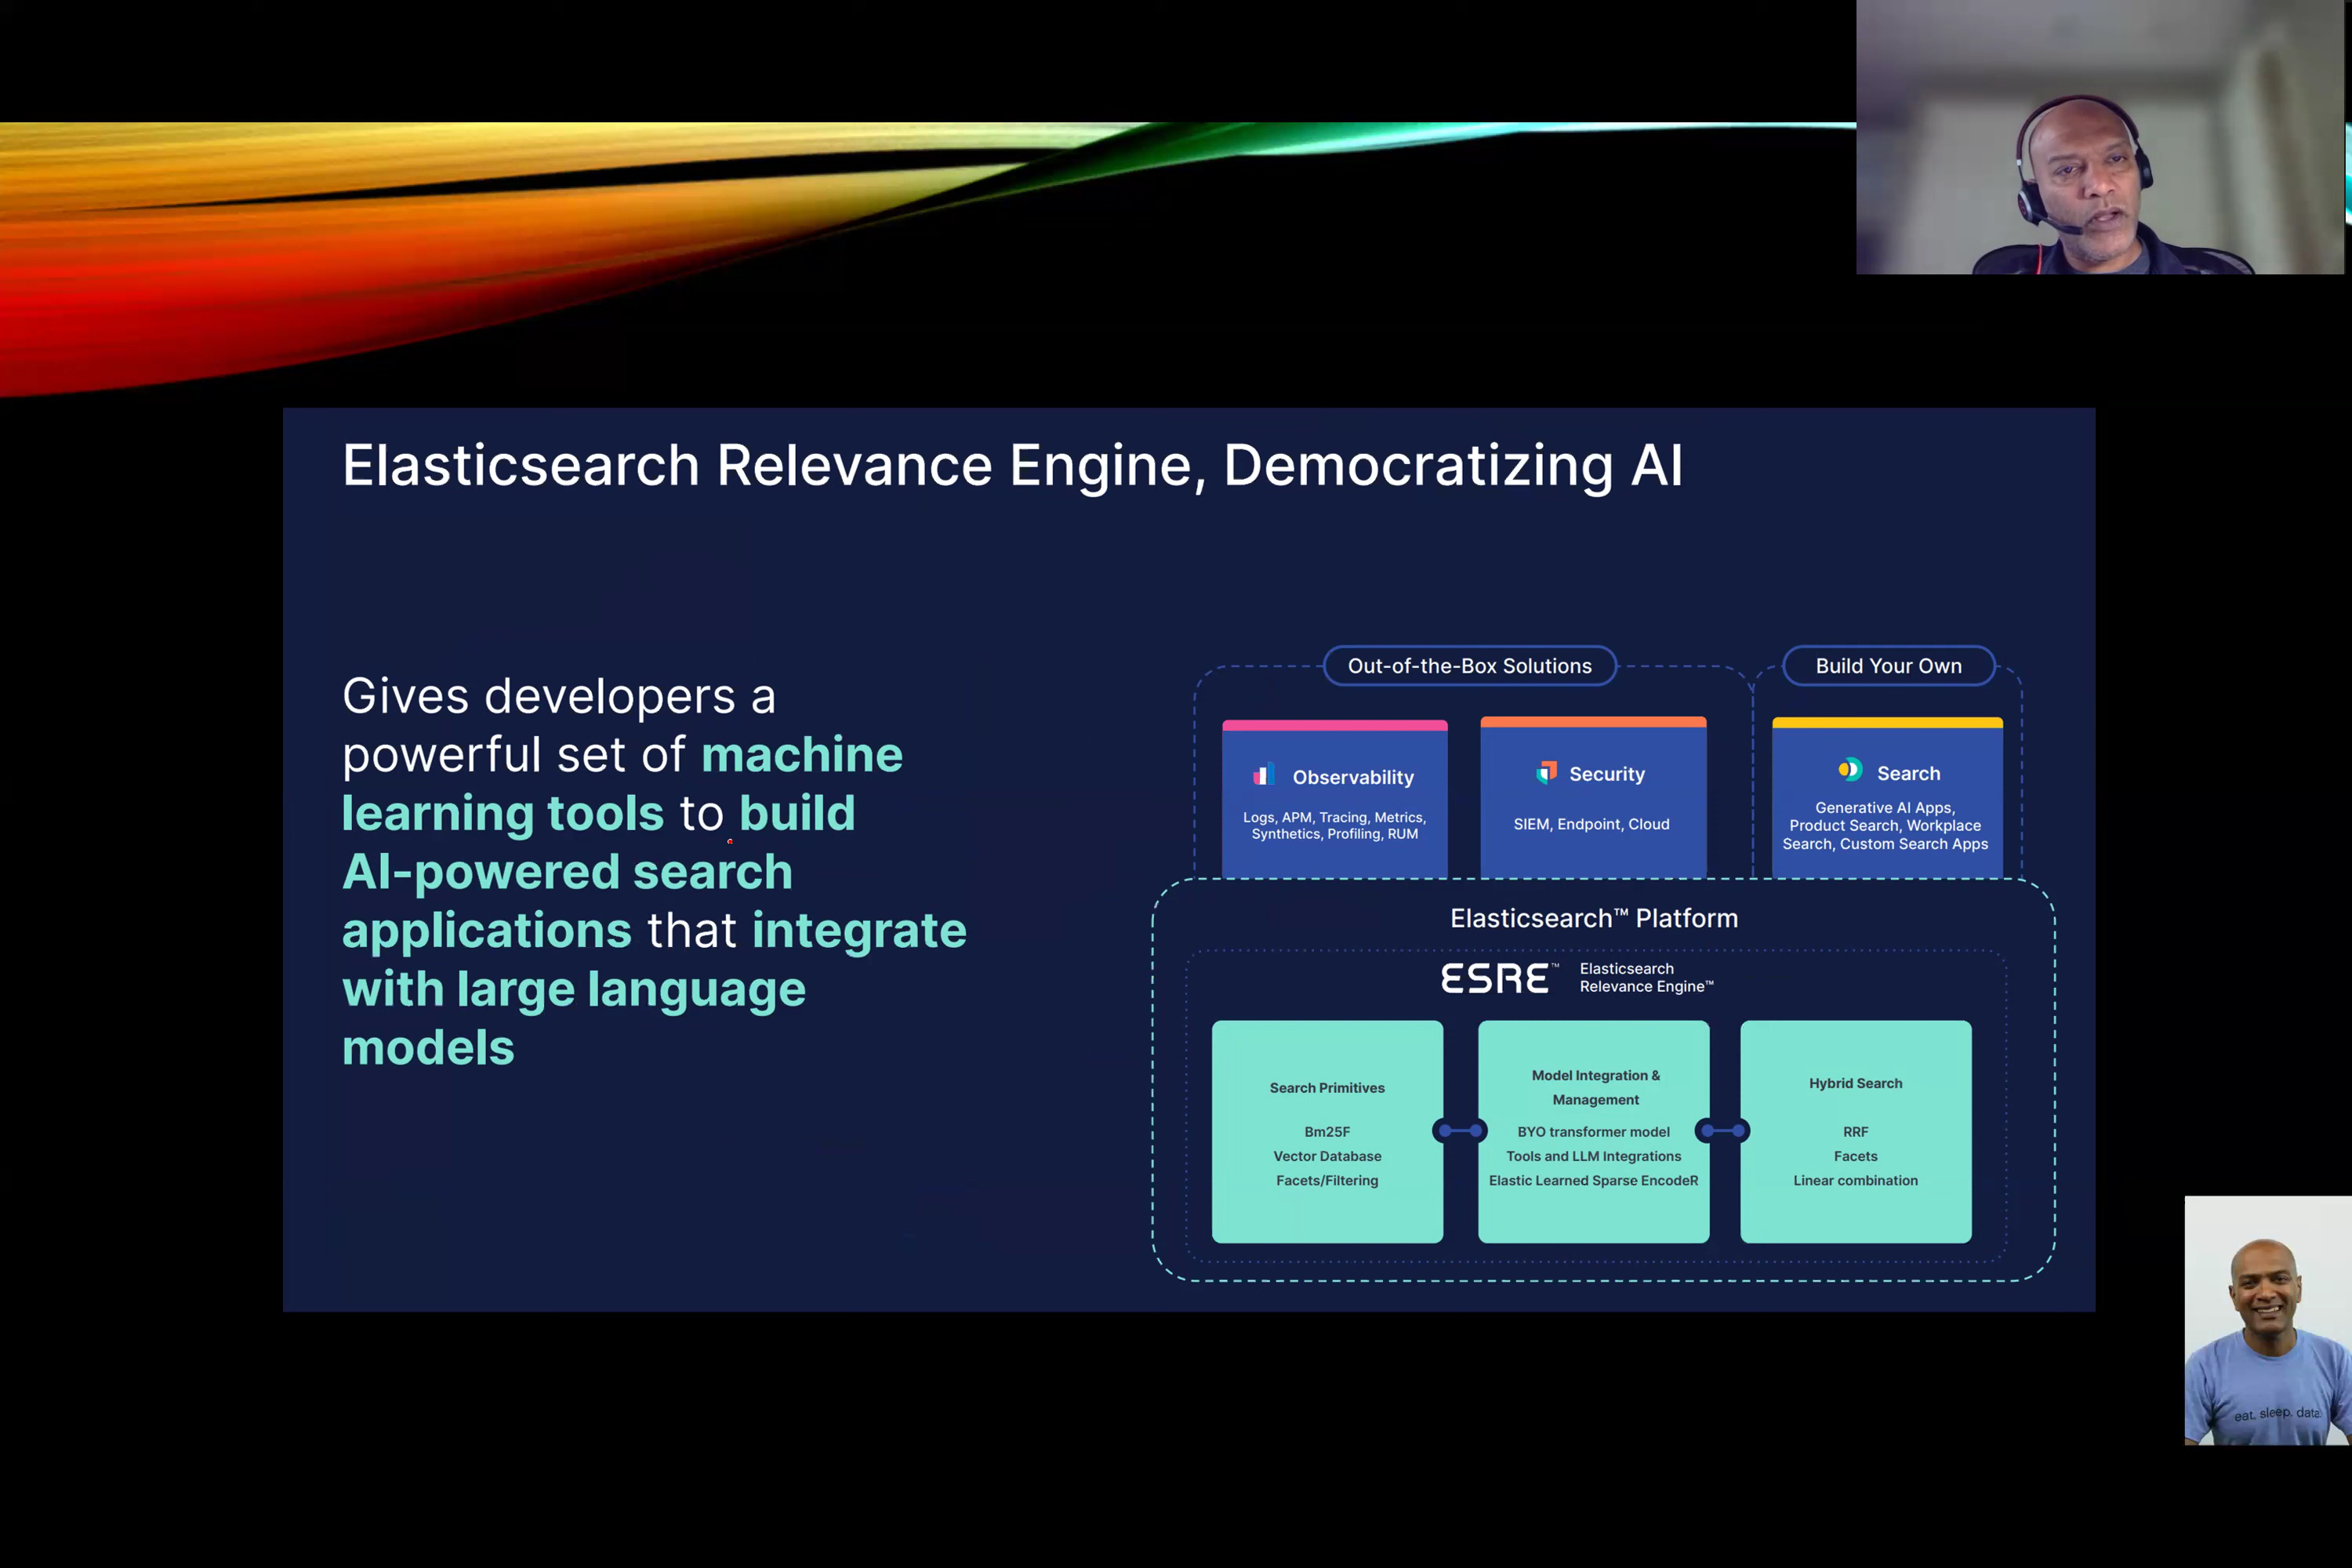 Elasticsearch Relevance Engine, Democratizing AI
Gives developers a
powerful set of machine
learning tools to build
AI-powered search
applications that integrate
with large language
models
Out-of-the-Box Solutions
Build Your Own
Observability
Logs, APM, Tracing, Metrics,
Synthetics, Profiling, RUM
Security
SIEM, Endpoint, Cloud
Search
Generative AI Apps,
Product Search, Workplace
Search, Custom Search Apps
Elasticsearch™ Platform
ESRE™
Elasticsearch
Relevance Engine™
Search Primitives
Bm25F
Vector Database
Facets/Filtering
Model Integration &
Management
BYO transformer model
Tools and LLM Integrations
Elastic Learned Sparse EncodeR
Hybrid Search
RRF
Facets
Linear combination
eat. sleep. data